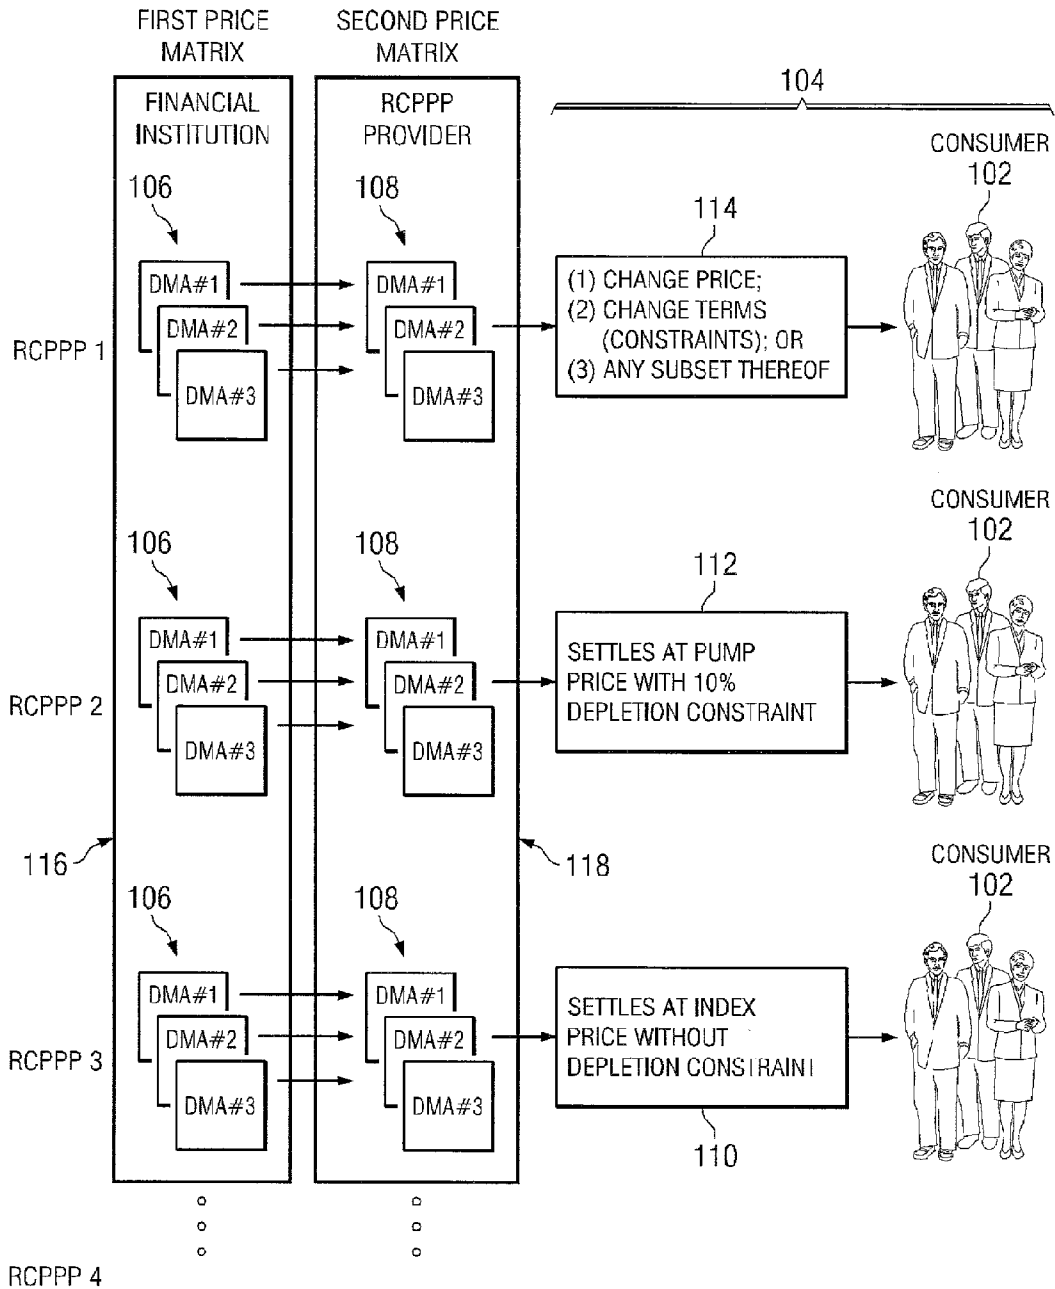 FIRST PRICE
MATRIX
SECOND PRICE
MATRIX
FINANCIAL
INSTITUTION
RCPPP
PROVIDER
104
CONSUMER
102
106
108
114
RCPPP 1
DMA#1
DMA#2
DMA#3
DMA#1
DMA#2
DMA#3
(1) CHANGE PRICE;
(2) CHANGE TERMS
(CONSTRAINTS); OR
(3) ANY SUBSET THEREOF
CONSUMER
102
106
108
112
RCPPP 2
DMA#1
DMA#2
DMA#3
DMA#1
DMA#2
DMA#3
SETTLES AT PUMP
PRICE WITH 10%
DEPLETION CONSTRAINT
116
118
CONSUMER
102
106
108
RCPPP 3
DMA#1
DMA#2
DMA#3
DMA#1
DMA#2
DMA#3
SETTLES AT INDEX
PRICE WITHOUT
DEPLETION CONSTRAINT
110
RCPPP 4